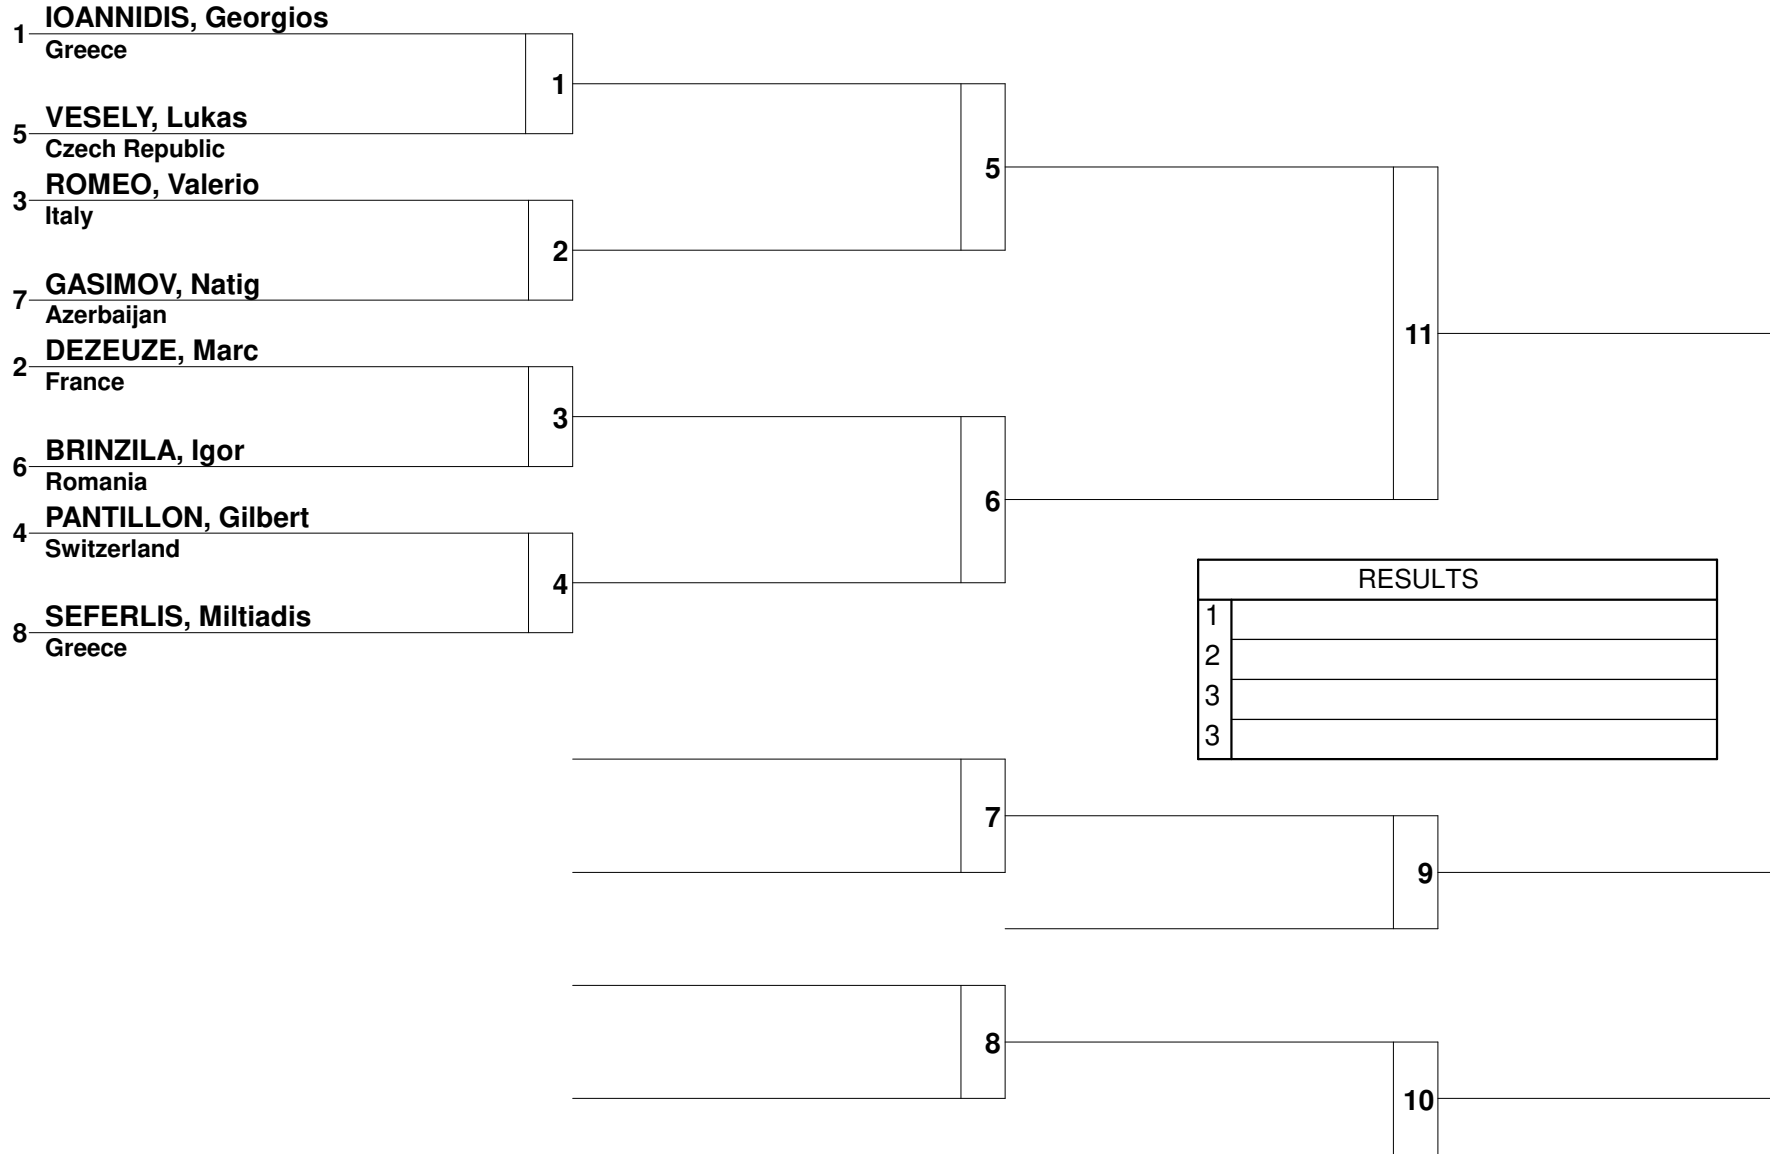 IOANNIDIS, Georgios
1
Greece
1
VESELY, Lukas
5
Czech Republic
5
ROMEO, Valerio
3
Italy
2
GASIMOV, Natig
7
Azerbaijan
11
DEZEUZE, Marc
2
France
3
BRINZILA, Igor
6
Romania
6
PANTILLON, Gilbert
4
Switzerland
4
SEFERLIS, Miltiadis
8
Greece
RESULTS
1
2
3
3
7
9
8
10